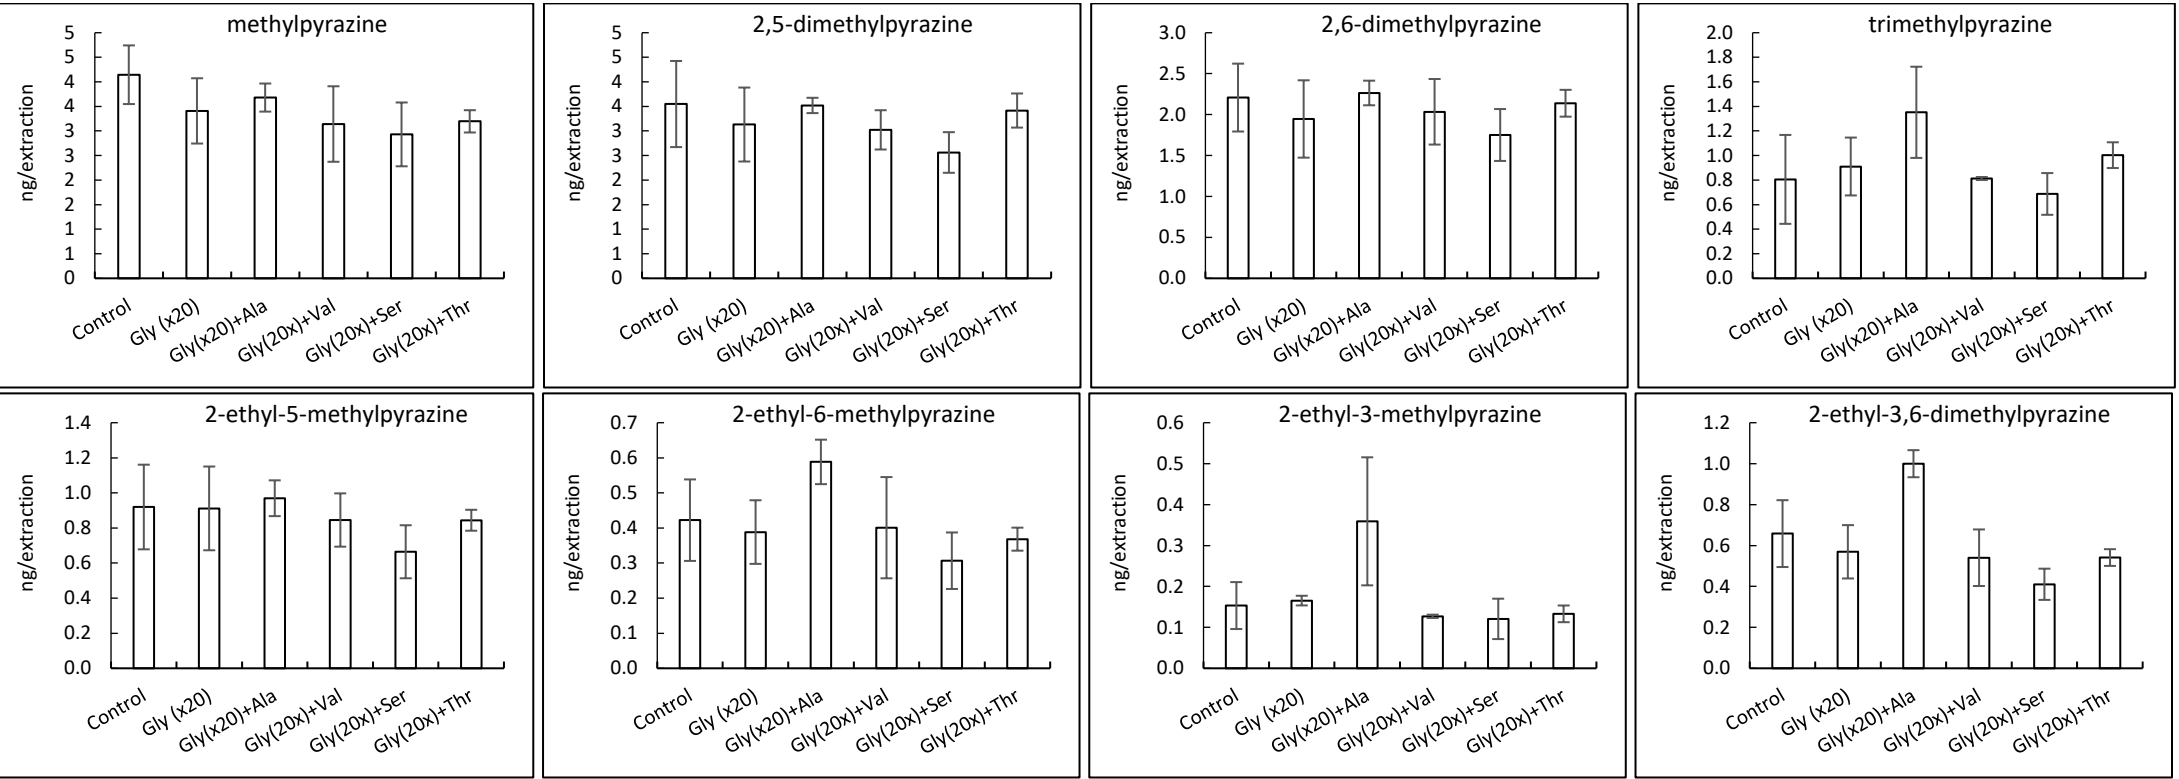 methylpyrazine
5
5
4
4
3
3
2
2
1
1
0
ng/extraction
Control
Gly (x20)
Gly(x20)+Ala
Gly(20x)+Val
Gly(20x)+Ser
Gly(20x)+Thr
2,5-dimethylpyrazine
5
5
4
4
3
3
2
2
1
1
0
ng/extraction
Control
Gly (x20)
Gly(x20)+Ala
Gly(20x)+Val
Gly(20x)+Ser
Gly(20x)+Thr
2,6-dimethylpyrazine
3.0
2.5
2.0
1.5
1.0
0.5
0.0
ng/extraction
Control
Gly (x20)
Gly(x20)+Ala
Gly(20x)+Val
Gly(20x)+Ser
Gly(20x)+Thr
trimethylpyrazine
2.0
1.8
1.6
1.4
1.2
1.0
0.8
0.6
0.4
0.2
0.0
ng/extraction
Control
Gly (x20)
Gly(x20)+Ala
Gly(20x)+Val
Gly(20x)+Ser
Gly(20x)+Thr
2-ethyl-5-methylpyrazine
1.4
1.2
1.0
0.8
0.6
0.4
0.2
0.0
ng/extraction
Control
Gly (x20)
Gly(x20)+Ala
Gly(20x)+Val
Gly(20x)+Ser
Gly(20x)+Thr
2-ethyl-6-methylpyrazine
0.7
0.6
0.5
0.4
0.3
0.2
0.1
0.0
ng/extraction
Control
Gly (x20)
Gly(x20)+Ala
Gly(20x)+Val
Gly(20x)+Ser
Gly(20x)+Thr
2-ethyl-3-methylpyrazine
0.6
0.5
0.4
0.3
0.2
0.1
0.0
ng/extraction
Control
Gly (x20)
Gly(x20)+Ala
Gly(20x)+Val
Gly(20x)+Ser
Gly(20x)+Thr
2-ethyl-3,6-dimethylpyrazine
1.2
1.0
0.8
0.6
0.4
0.2
0.0
ng/extraction
Control
Gly (x20)
Gly(x20)+Ala
Gly(20x)+Val
Gly(20x)+Ser
Gly(20x)+Thr